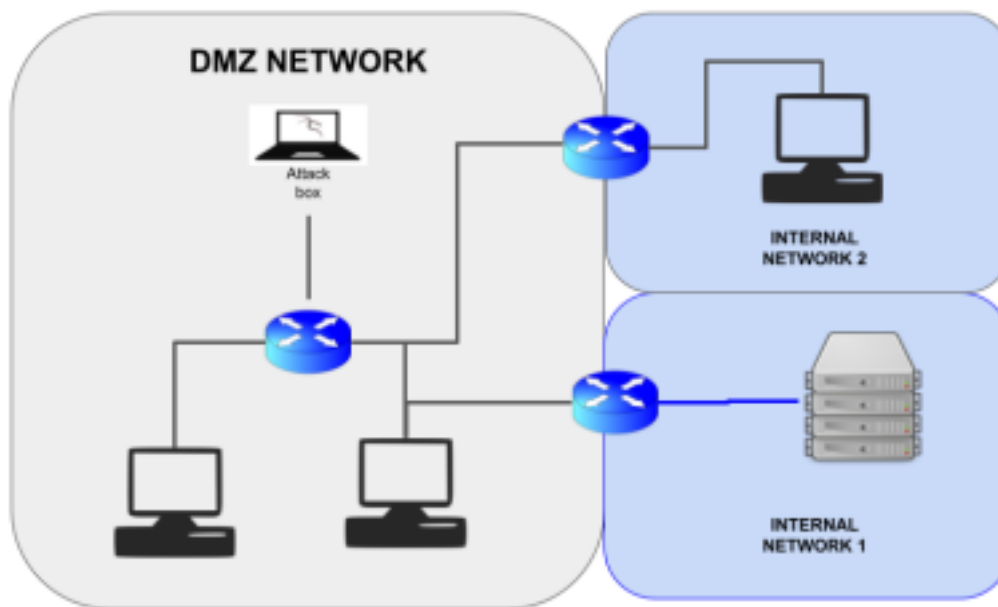 DMZ NETWORK
Attack
box
INTERNAL
NETWORK 2
INTERNAL
NETWORK 1